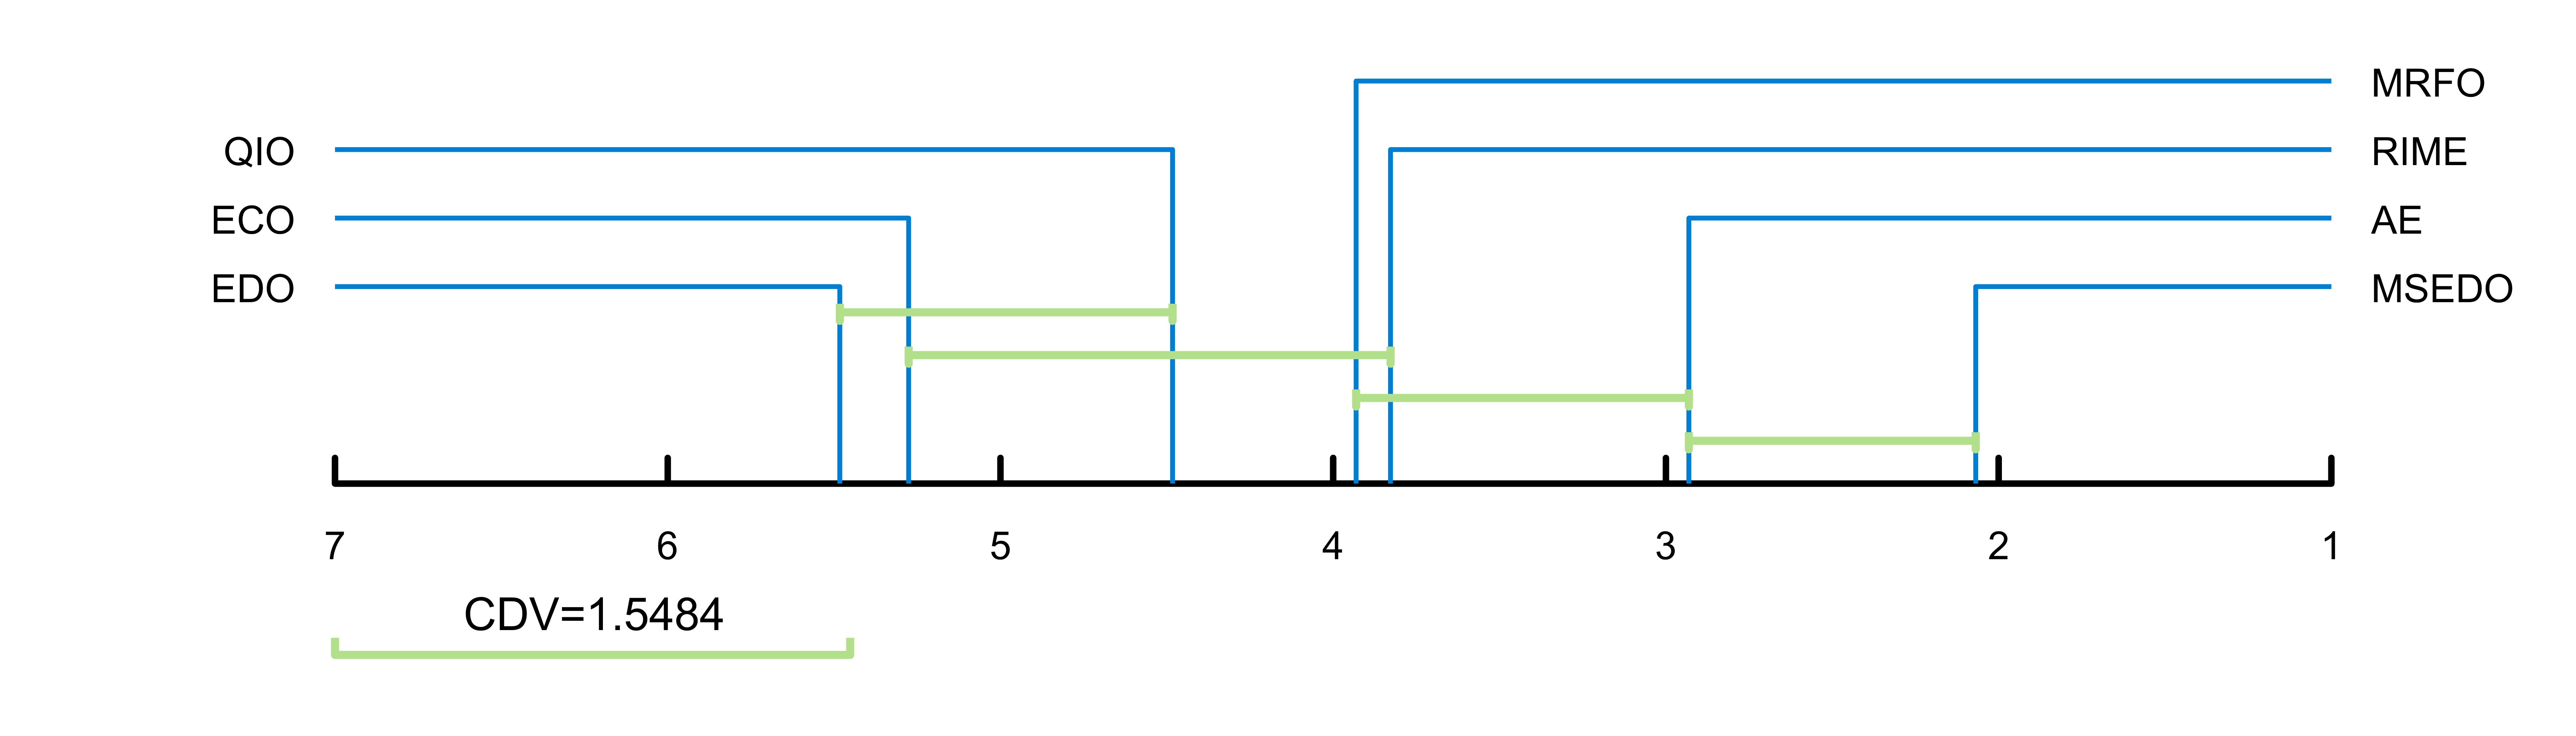 MRFO
QIO
RIME
ECO
AE
EDO
MSEDO
7 6 5 4 3 2 1
CDV=1.5484